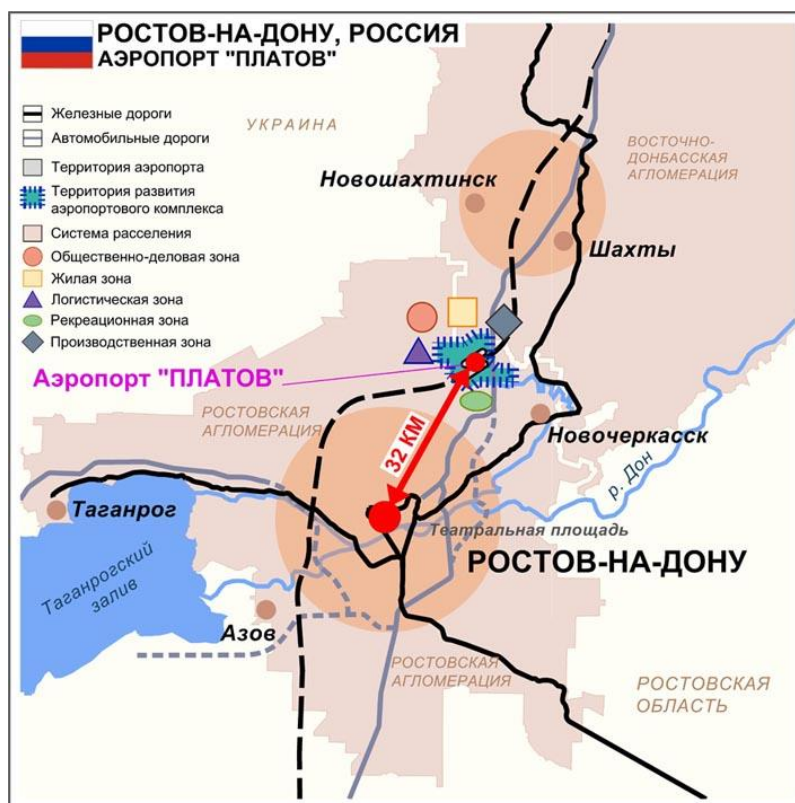 РОСТОВ-НА-ДОНУ, РОССИЯ
АЭРОПОРТ "ПЛАТОВ"
Железные дороги
Автомобильные дороги
Территория аэропорта
Территория развития
аэропортового комплекса
Система расселения
Общественно-деловая зона
Жилая зона
Логистическая зона
Рекреационная зона
Производственная зона
УКРАИНА
ВОСТОЧНО-
ДОНБАССКАЯ
АГЛОМЕРАЦИЯ
Новошахтинск
Шахты
Аэропорт "ПЛАТОВ"
РОСТОВСКАЯ
АГЛОМЕРАЦИЯ
32 КМ
Новочеркасск
р. Дон
Таганрог
Театральная площадь
РОСТОВ-НА-ДОНУ
Таганрогский
залив
Азов
РОСТОВСКАЯ
АГЛОМЕРАЦИЯ
РОСТОВСКАЯ
ОБЛАСТЬ